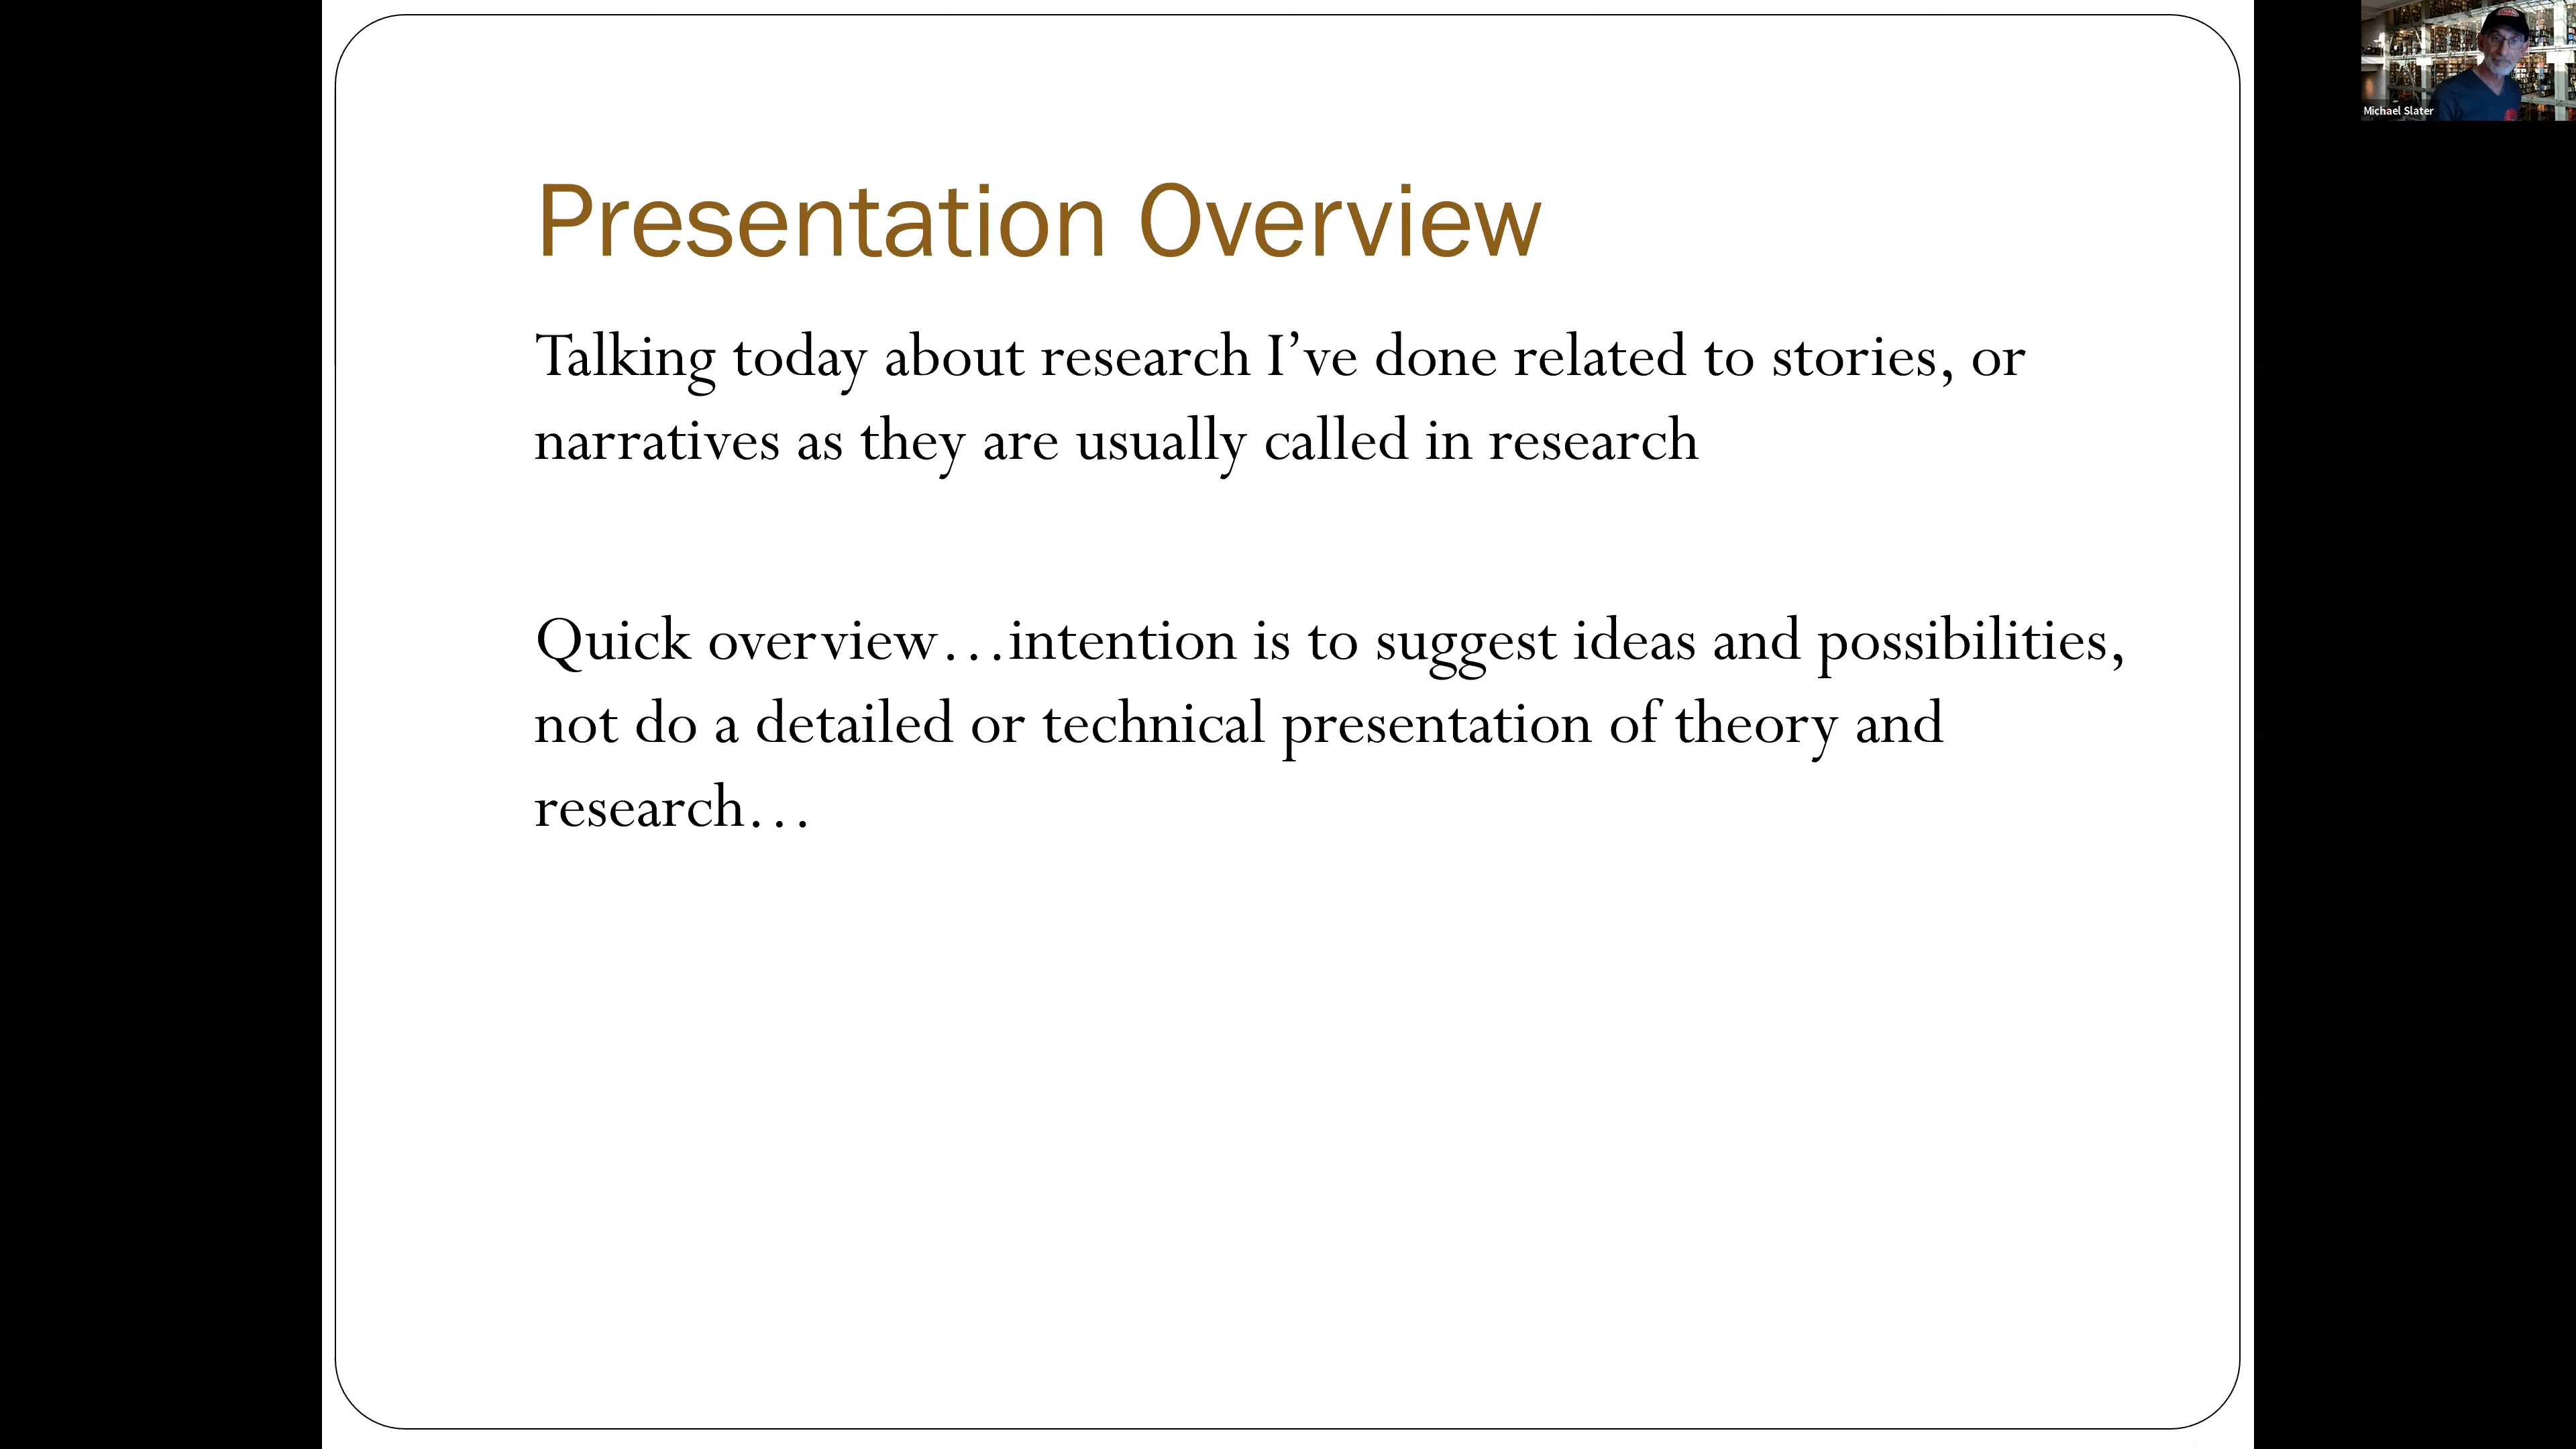 Presentation Overview
Talking today about research I’ve done related to stories, or
narratives as they are usually called in research
Quick overview…intention is to suggest ideas and possibilities,
not do a detailed or technical presentation of theory and
research…
Michael Slater